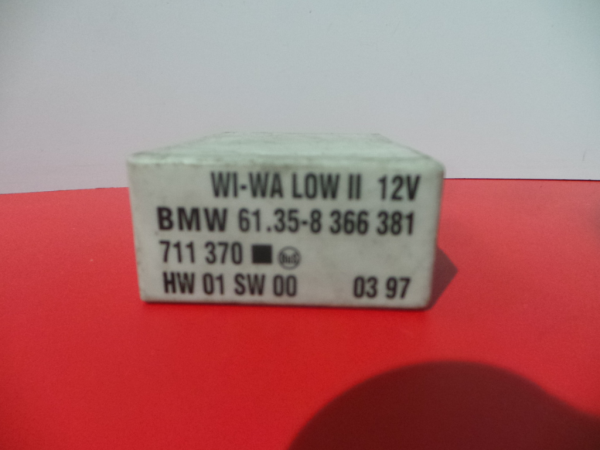 WI-WA LOW II 12V
BMW 61.35-8 366 381
711 370
HW 01 SW 00 03 97